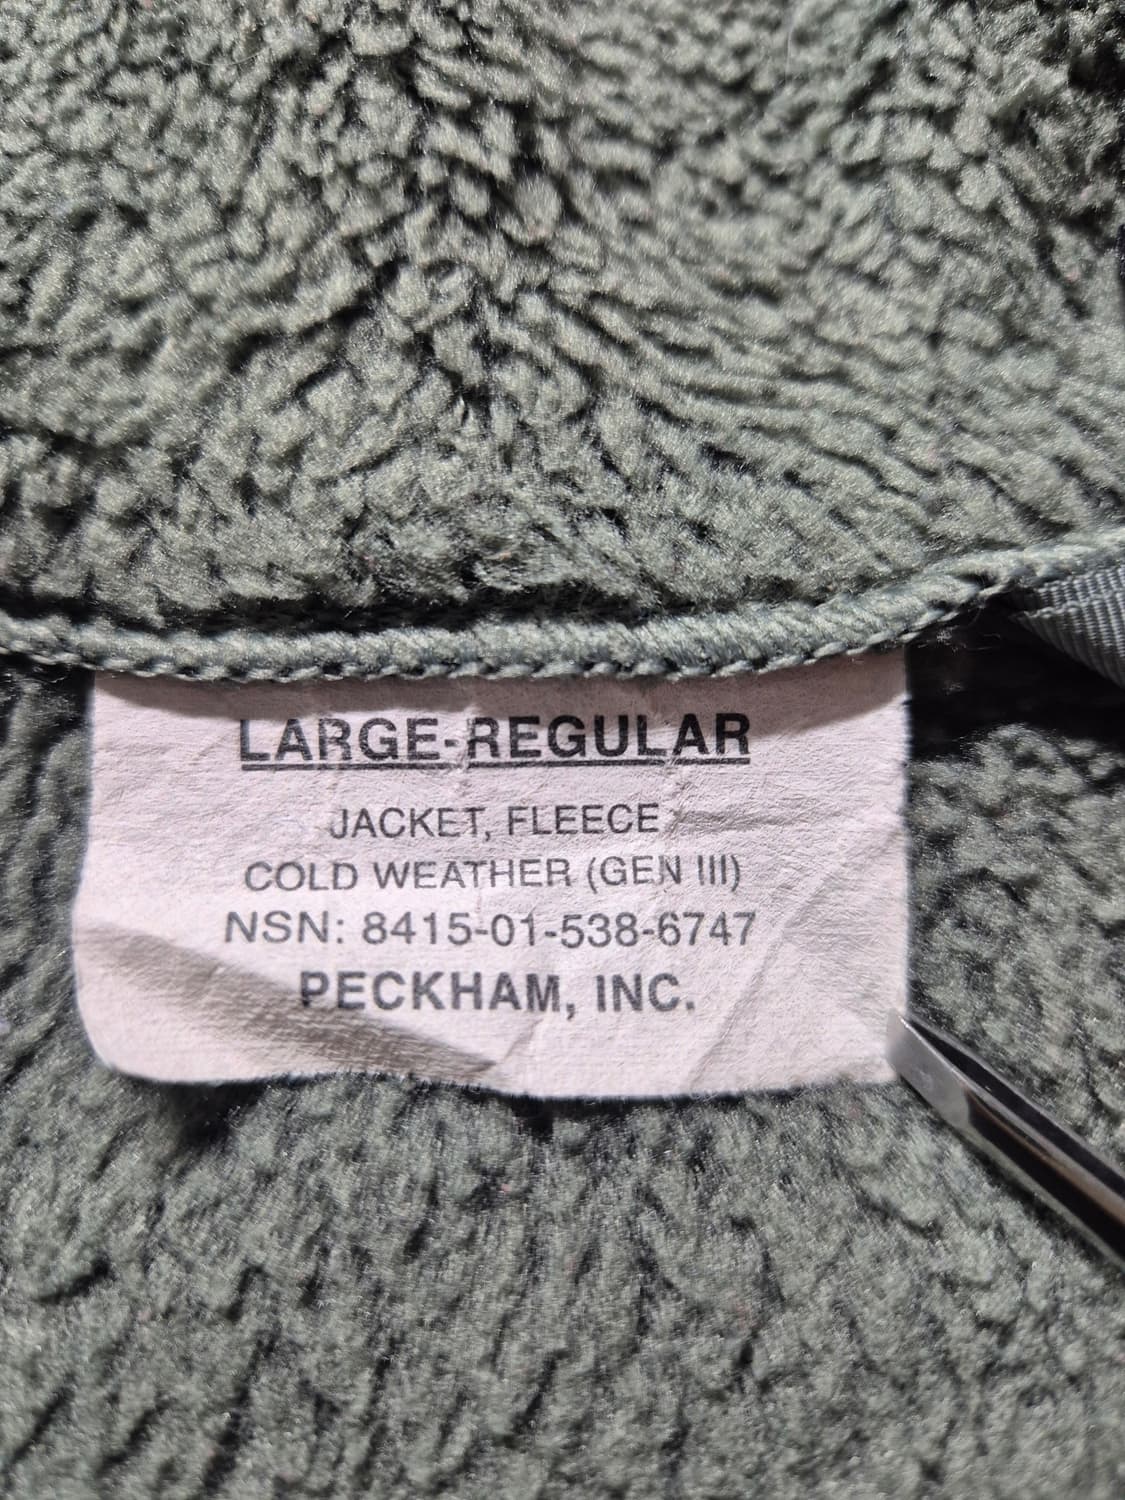 LARGE-REGULAR
JACKET, FLEECE
COLD WEATHER (GEN III)
NSN: 8415-01-538-6747
PECKHAM, INC.